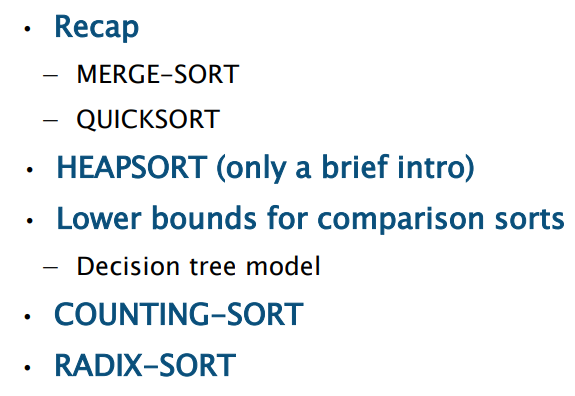 • Recap
– MERGE-SORT
– QUICKSORT
• HEAPSORT (only a brief intro)
• Lower bounds for comparison sorts
– Decision tree model
• COUNTING-SORT
• RADIX-SORT